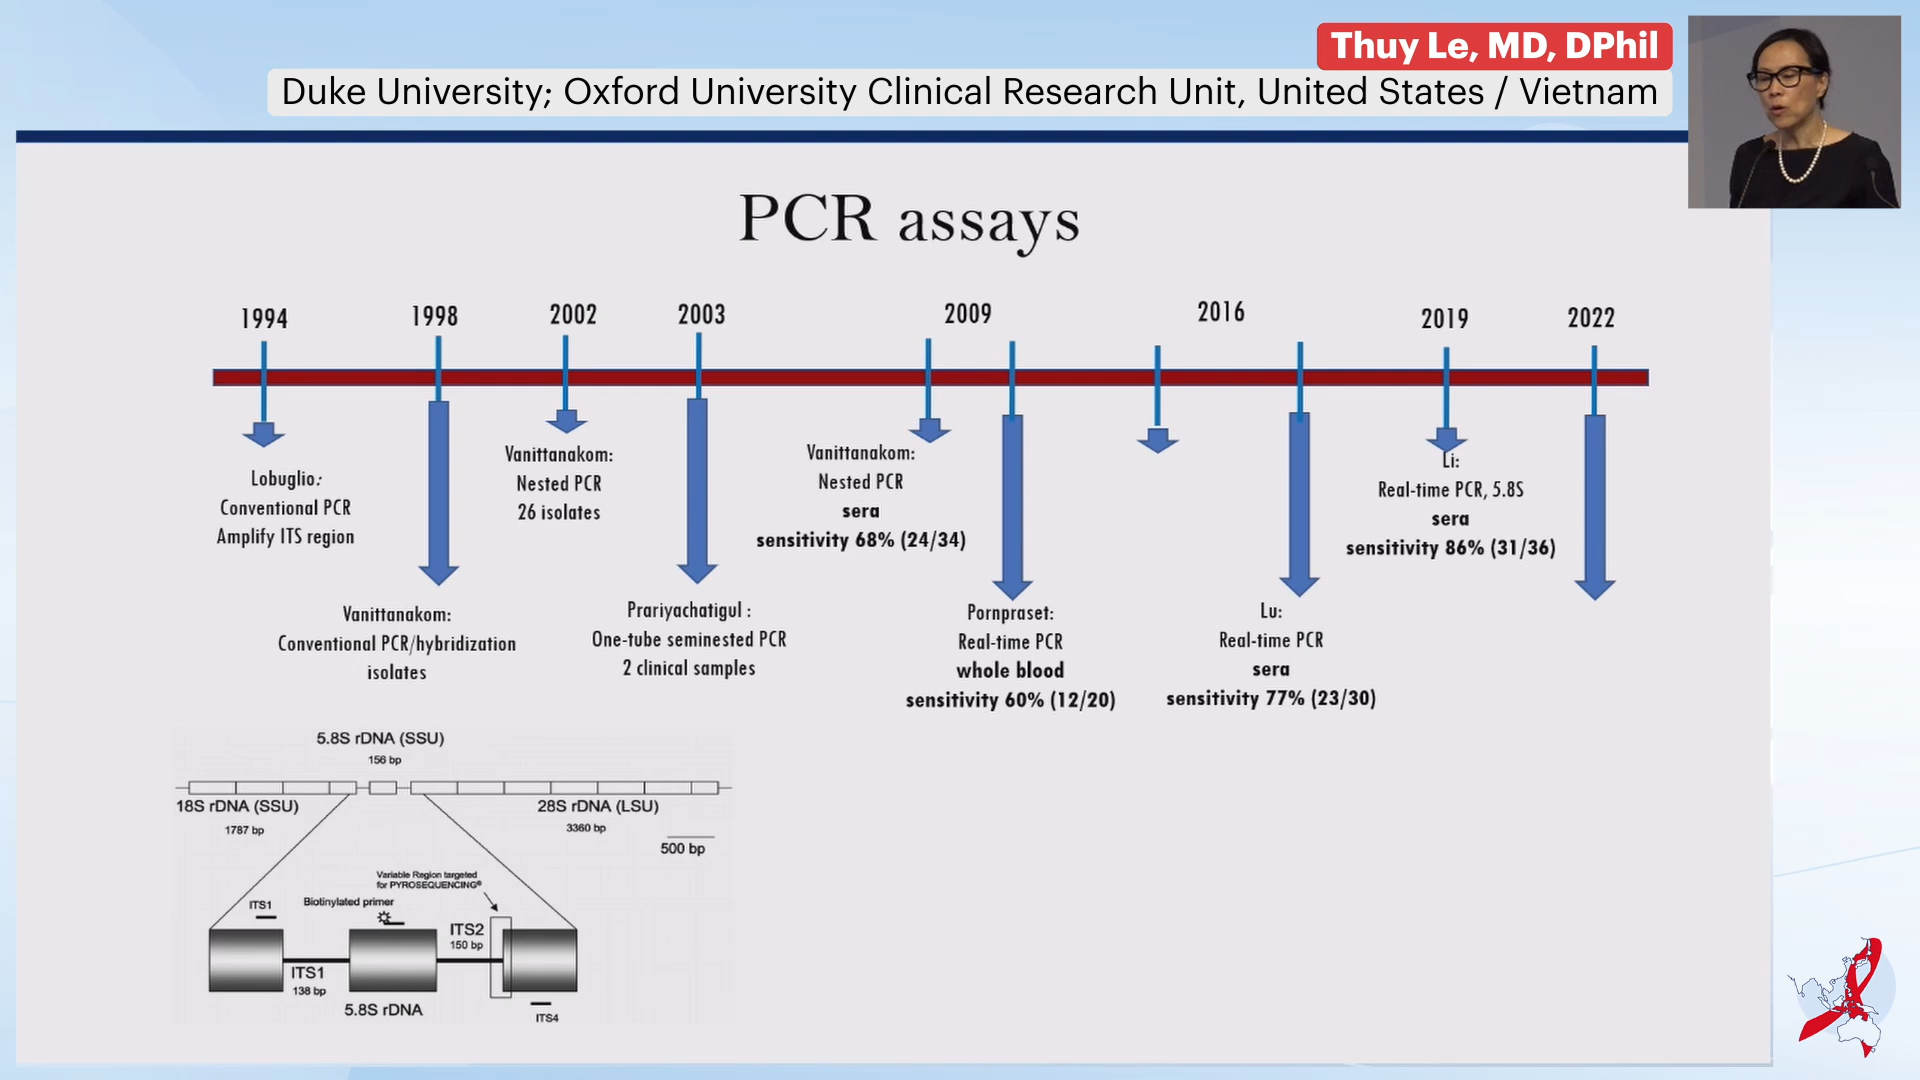 Thuy Le, MD, DPhil
Duke University; Oxford University Clinical Research Unit, United States / Vietnam
PCR assays
1994
1998
2002
2003
2009
2016
2019
2022
Lobuglio:
Conventional PCR
Amplify ITS region
Vanittanakom:
Conventional PCR/hybridization
isolates
Vanittanakom:
Nested PCR
26 isolates
Prariyachatigul :
One-tube seminested PCR
2 clinical samples
Vanittanakom:
Nested PCR
sera
sensitivity 68% (24/34)
Pornpraset:
Real-time PCR
whole blood
sensitivity 60% (12/20)
Lu:
Real-time PCR
sera
sensitivity 77% (23/30)
Li:
Real-time PCR, 5.8S
sera
sensitivity 86% (31/36)
5.8S rDNA (SSU)
156 bp
18S rDNA (SSU)
1787 bp
28S rDNA (LSU)
3360 bp
500 bp
Variable Region targeted
for PYROSEQUENCING®
ITS1
Biotinylated primer
ITS2
150 bp
ITS1
138 bp
5.8S rDNA
ITS4